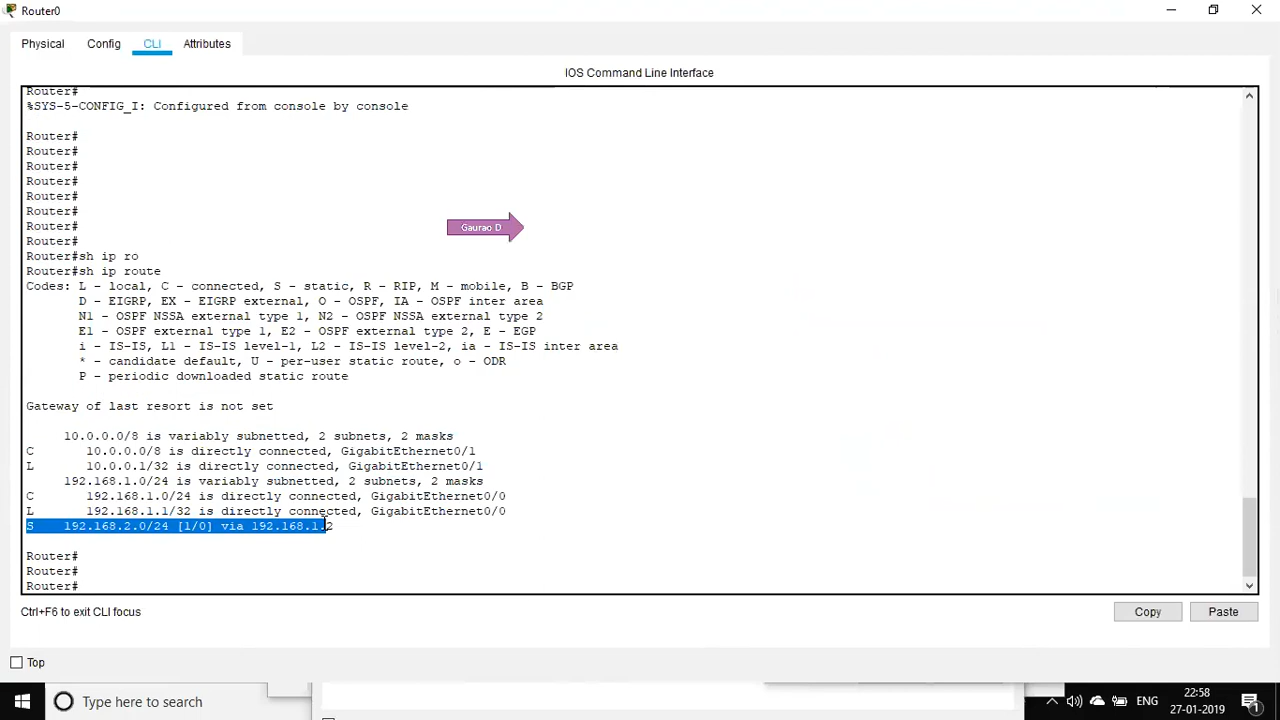 Router0
Physical Config CLI Attributes
IOS Command Line Interface
Router#
%SYS-5-CONFIG_I: Configured from console by console
Router#
Router#
Router#
Router#
Router#
Router#
Router#
Router#
Router#sh ip ro
Router#sh ip route
Codes: L - local, C - connected, S - static, R - RIP, M - mobile, B - BGP
D - EIGRP, EX - EIGRP external, O - OSPF, IA - OSPF inter area
N1 - OSPF NSSA external type 1, N2 - OSPF NSSA external type 2
E1 - OSPF external type 1, E2 - OSPF external type 2, E - EGP
i - IS-IS, L1 - IS-IS level-1, L2 - IS-IS level-2, ia - IS-IS inter area
* - candidate default, U - per-user static route, o - ODR
P - periodic downloaded static route
Gateway of last resort is not set
10.0.0.0/8 is variably subnetted, 2 subnets, 2 masks
C 10.0.0.0/8 is directly connected, GigabitEthernet0/1
L 10.0.0.1/32 is directly connected, GigabitEthernet0/1
192.168.1.0/24 is variably subnetted, 2 subnets, 2 masks
C 192.168.1.0/24 is directly connected, GigabitEthernet0/0
L 192.168.1.1/32 is directly connected, GigabitEthernet0/0
S 192.168.2.0/24 [1/0] via 192.168.1.2
Router#
Router#
Router#
Gaurao D
Ctrl+F6 to exit CLI focus
Copy Paste
Top
Type here to search
ENG
22:58
27-01-2019
1